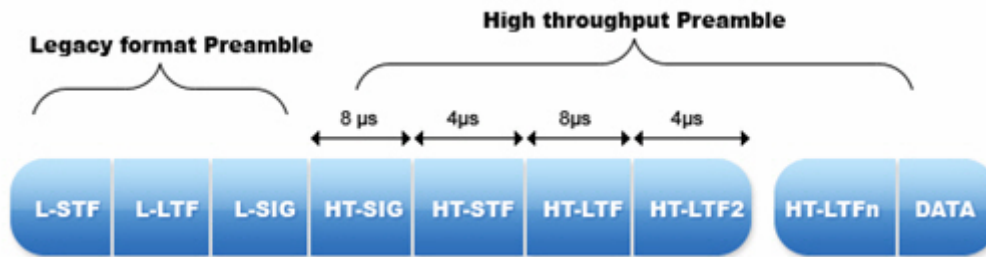 High throughput Preamble
Legacy format Preamble
8 µs
4µs
8µs
4µs
L-STF
L-LTF
L-SIG
HT-SIG
HT-STF
HT-LTF
HT-LTF2
HT-LTFn
DATA